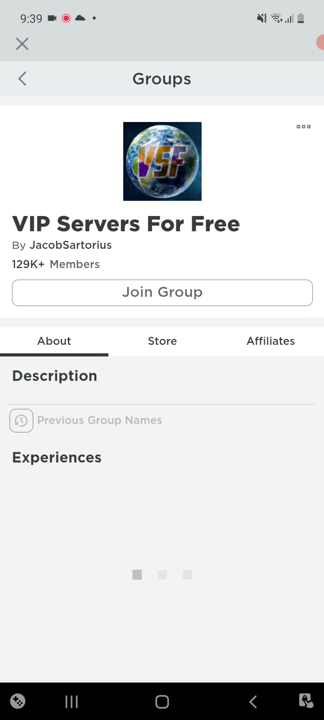 9:39
Groups
VSF
VIP Servers For Free
By JacobSartorius
129K+ Members
Join Group
About Store Affiliates
Description
Previous Group Names
Experiences